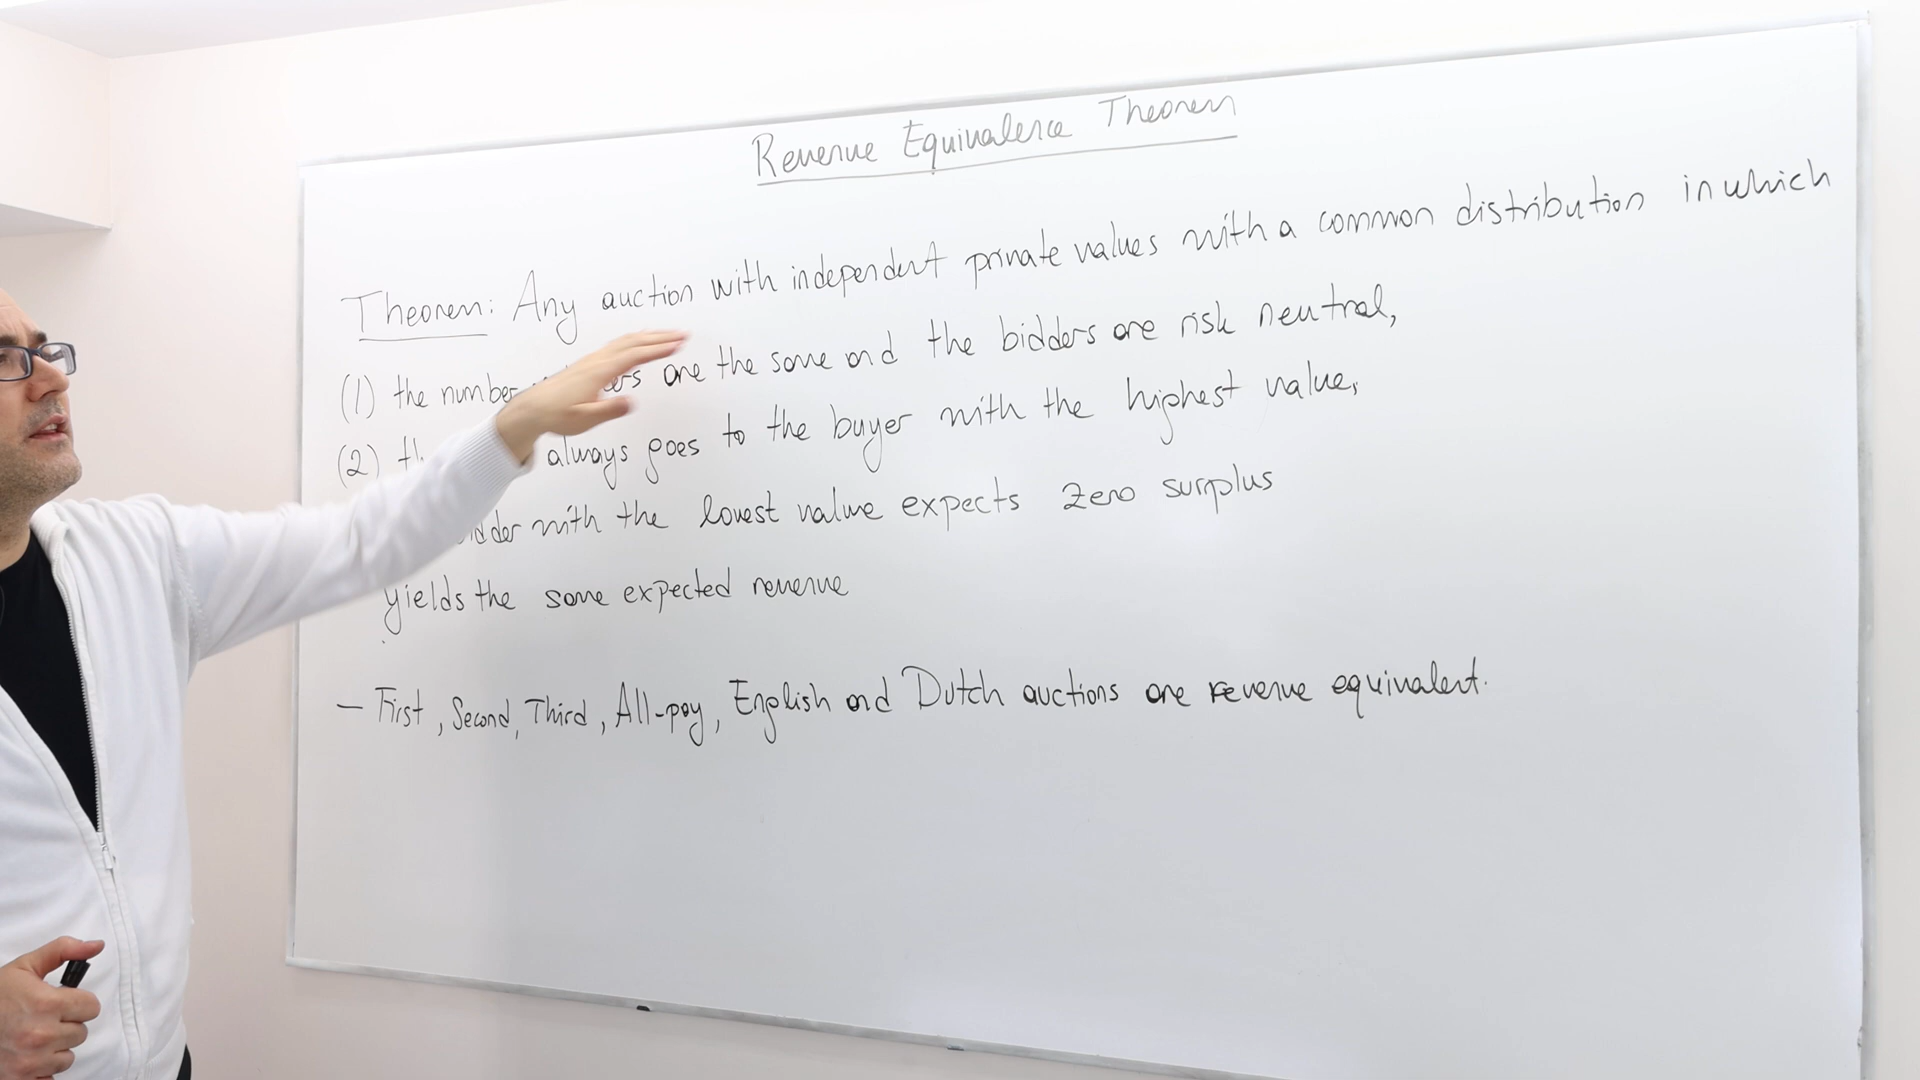 Revenue Equivalence Theorem
Theorem: Any auction with independent private values with a common distribution in which
(1) the number are the same and the bidders are risk neutral,
(2) always goes to the buyer with the highest value,
with the lowest value expects zero surplus
yields the same expected revenue
- First, Second, Third, All-pay, English and Dutch auctions are revenue equivalent.